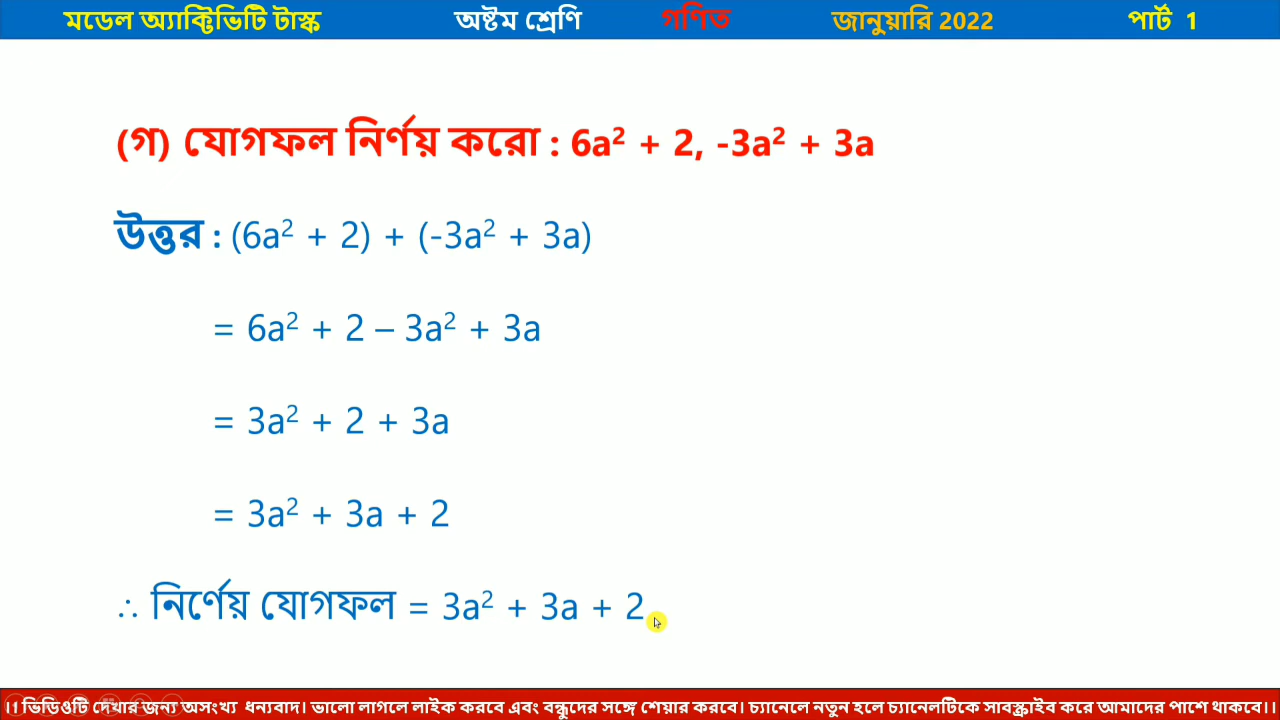 মডেল অ্যাক্টিভিটি টাস্ক অষ্টম শ্রেণি গণিত জানুয়ারি 2022 পার্ট 1
(গ) যোগফল নির্ণয় করো : 6a² + 2, -3a² + 3a
উত্তর : (6a² + 2) + (-3a² + 3a)
= 6a² + 2 – 3a² + 3a
= 3a² + 2 + 3a
= 3a² + 3a + 2
∴ নির্ণেয় যোগফল = 3a² + 3a + 2
।। ভিডিওটি দেখার জন্য অসংখ্য ধন্যবাদ। ভালো লাগলে লাইক করবে এবং বন্ধুদের সঙ্গে শেয়ার করবে। চ্যানেলে নতুন হলে চ্যানেলটিকে সাবস্ক্রাইব করে আমাদের পাশে থাকবে।।